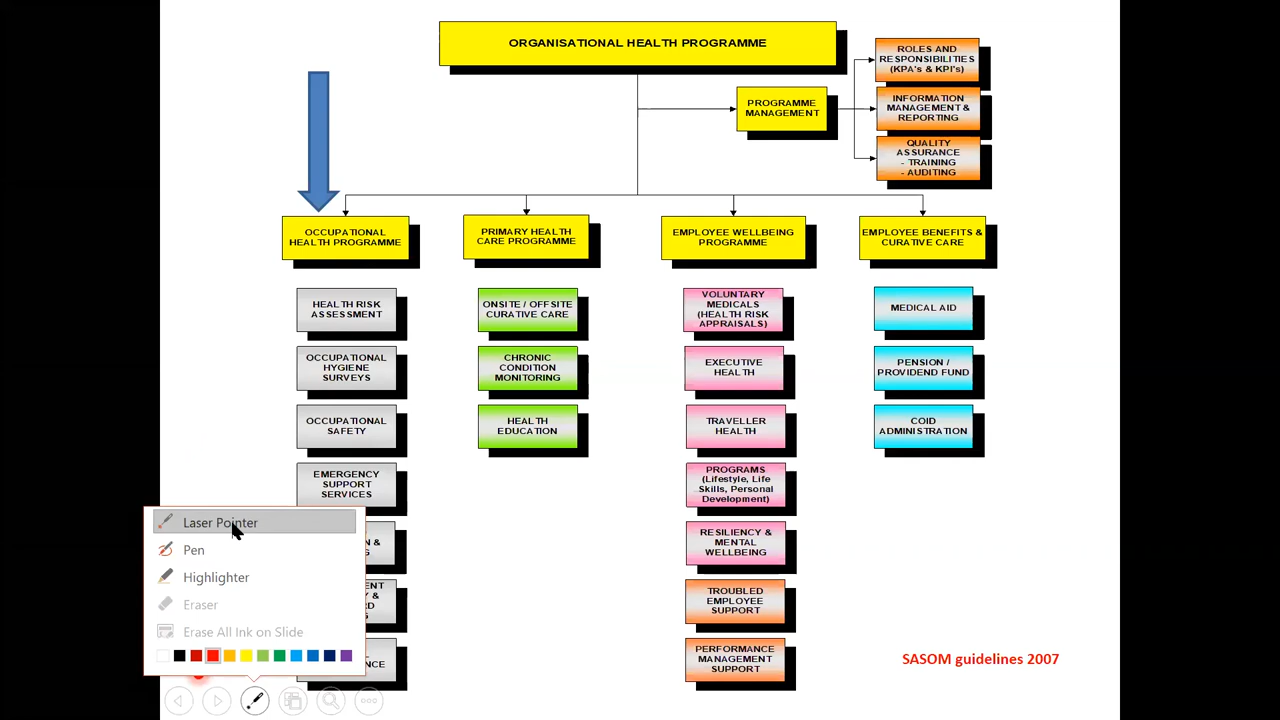 ORGANISATIONAL HEALTH PROGRAMME
ROLES AND
RESPONSIBILITIES
(KPA's & KPI's)
PROGRAMME
MANAGEMENT
INFORMATION
MANAGEMENT &
REPORTING
QUALITY
ASSURANCE
- TRAINING
- AUDITING
OCCUPATIONAL
HEALTH PROGRAMME
PRIMARY HEALTH
CARE PROGRAMME
EMPLOYEE WELLBEING
PROGRAMME
EMPLOYEE BENEFITS &
CURATIVE CARE
HEALTH RISK
ASSESSMENT
OCCUPATIONAL
HYGIENE
SURVEYS
OCCUPATIONAL
SAFETY
EMERGENCY
SUPPORT
SERVICES
N &
ONSITE / OFFSITE
CURATIVE CARE
CHRONIC
CONDITION
MONITORING
HEALTH
EDUCATION
VOLUNTARY
MEDICALS
(HEALTH RISK
APPRAISALS)
EXECUTIVE
HEALTH
TRAVELLER
HEALTH
PROGRAMS
(Lifestyle, Life
Skills, Personal
Development)
RESILIENCY &
MENTAL
WELLBEING
TROUBLED
EMPLOYEE
SUPPORT
PERFORMANCE
MANAGEMENT
SUPPORT
MEDICAL AID
PENSION /
PROVIDEND FUND
COID
ADMINISTRATION
SASOM guidelines 2007
Laser Pointer
Pen
Highlighter
Eraser
Erase All Ink on Slide